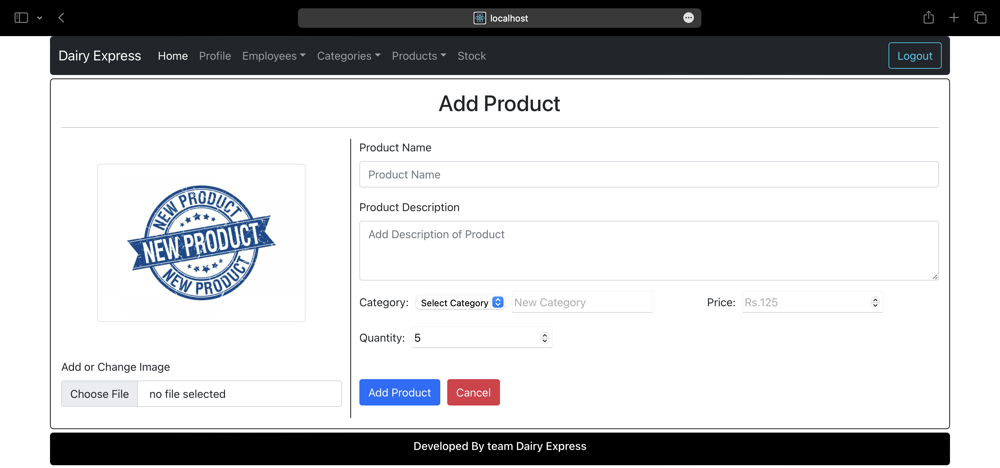 localhost
Dairy Express Home Profile Employees Categories Products Stock Logout
Add Product
NEW PRODUCT
NEW PRODUCT
NEW PRODUCT
Add or Change Image
Choose File no file selected
Product Name
Product Name
Product Description
Add Description of Product
Category: Select Category New Category Price: Rs.125
Quantity: 5
Add Product Cancel
Developed By team Dairy Express